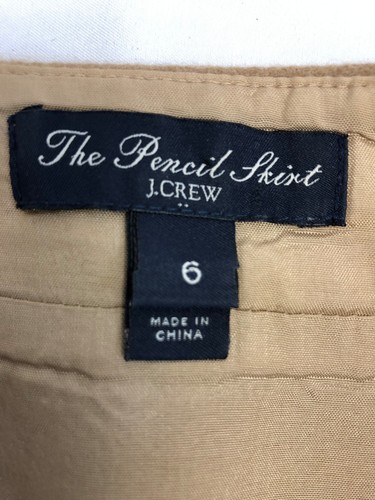 The Pencil Skirt
J.CREW
6
MADE IN
CHINA